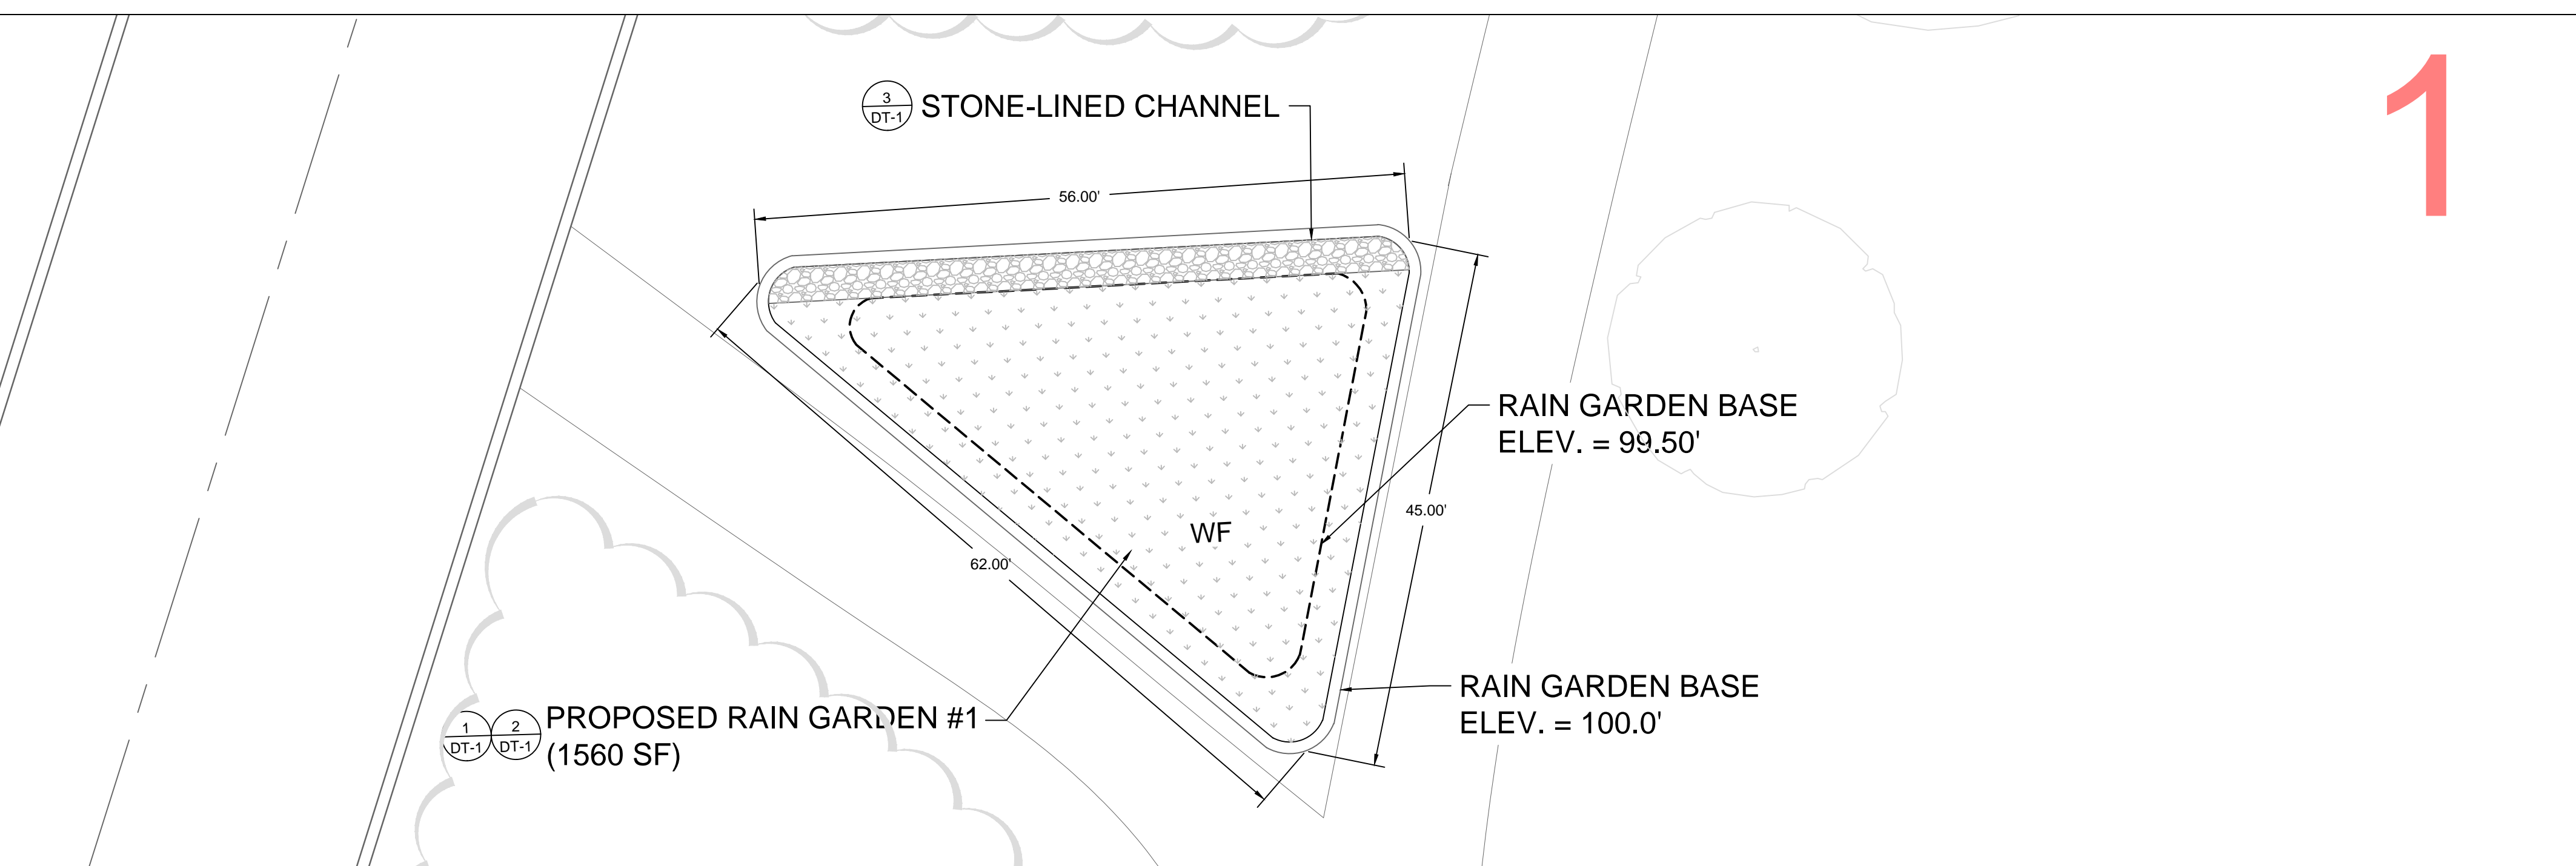 1
3
DT-1
STONE-LINED CHANNEL
56.00'
RAIN GARDEN BASE
ELEV. = 99.50'
45.00'
WF
62.00'
RAIN GARDEN BASE
ELEV. = 100.0'
1
DT-1
2
DT-1
PROPOSED RAIN GARDEN #1
(1560 SF)